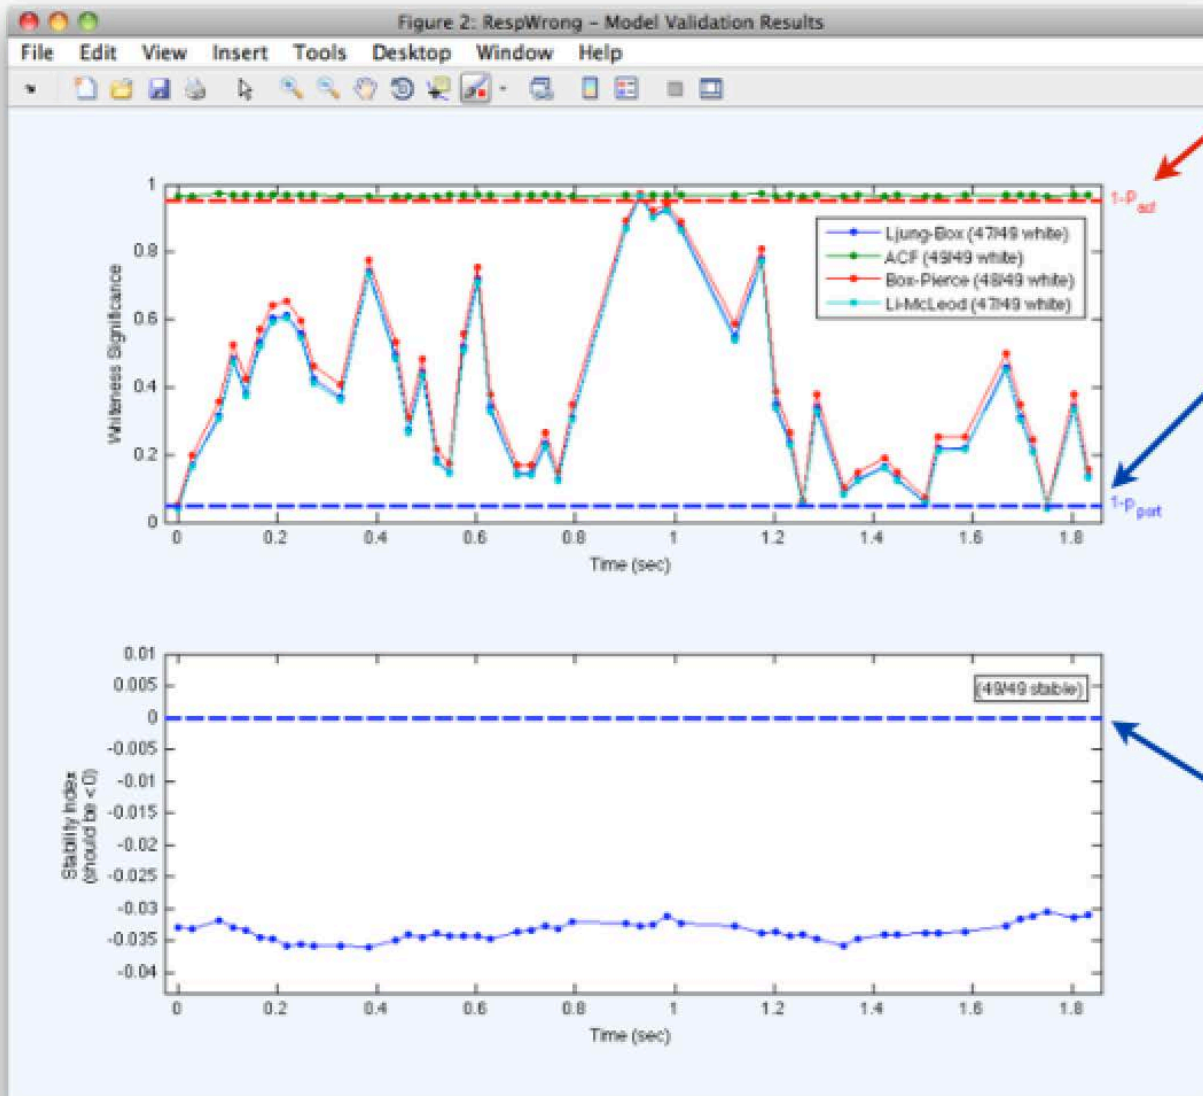 Figure 2: RespWrong – Model Validation Results
File Edit View Insert Tools Desktop Window Help
1
0.8
0.6
0.4
0.2
0
Whiteness Significance
Ljung-Box (47/49 white)
ACF (49/49 white)
Box-Pierce (48/49 white)
Li-McLeod (47/49 white)
1-p_acf
1-p_port
0 0.2 0.4 0.6 0.8 1 1.2 1.4 1.6 1.8
Time (sec)
0.01
0.005
0
-0.005
-0.01
-0.015
-0.02
-0.025
-0.03
-0.035
-0.04
Stability Index
(should be <0)
(49/49 stable)
0 0.2 0.4 0.6 0.8 1 1.2 1.4 1.6 1.8
Time (sec)